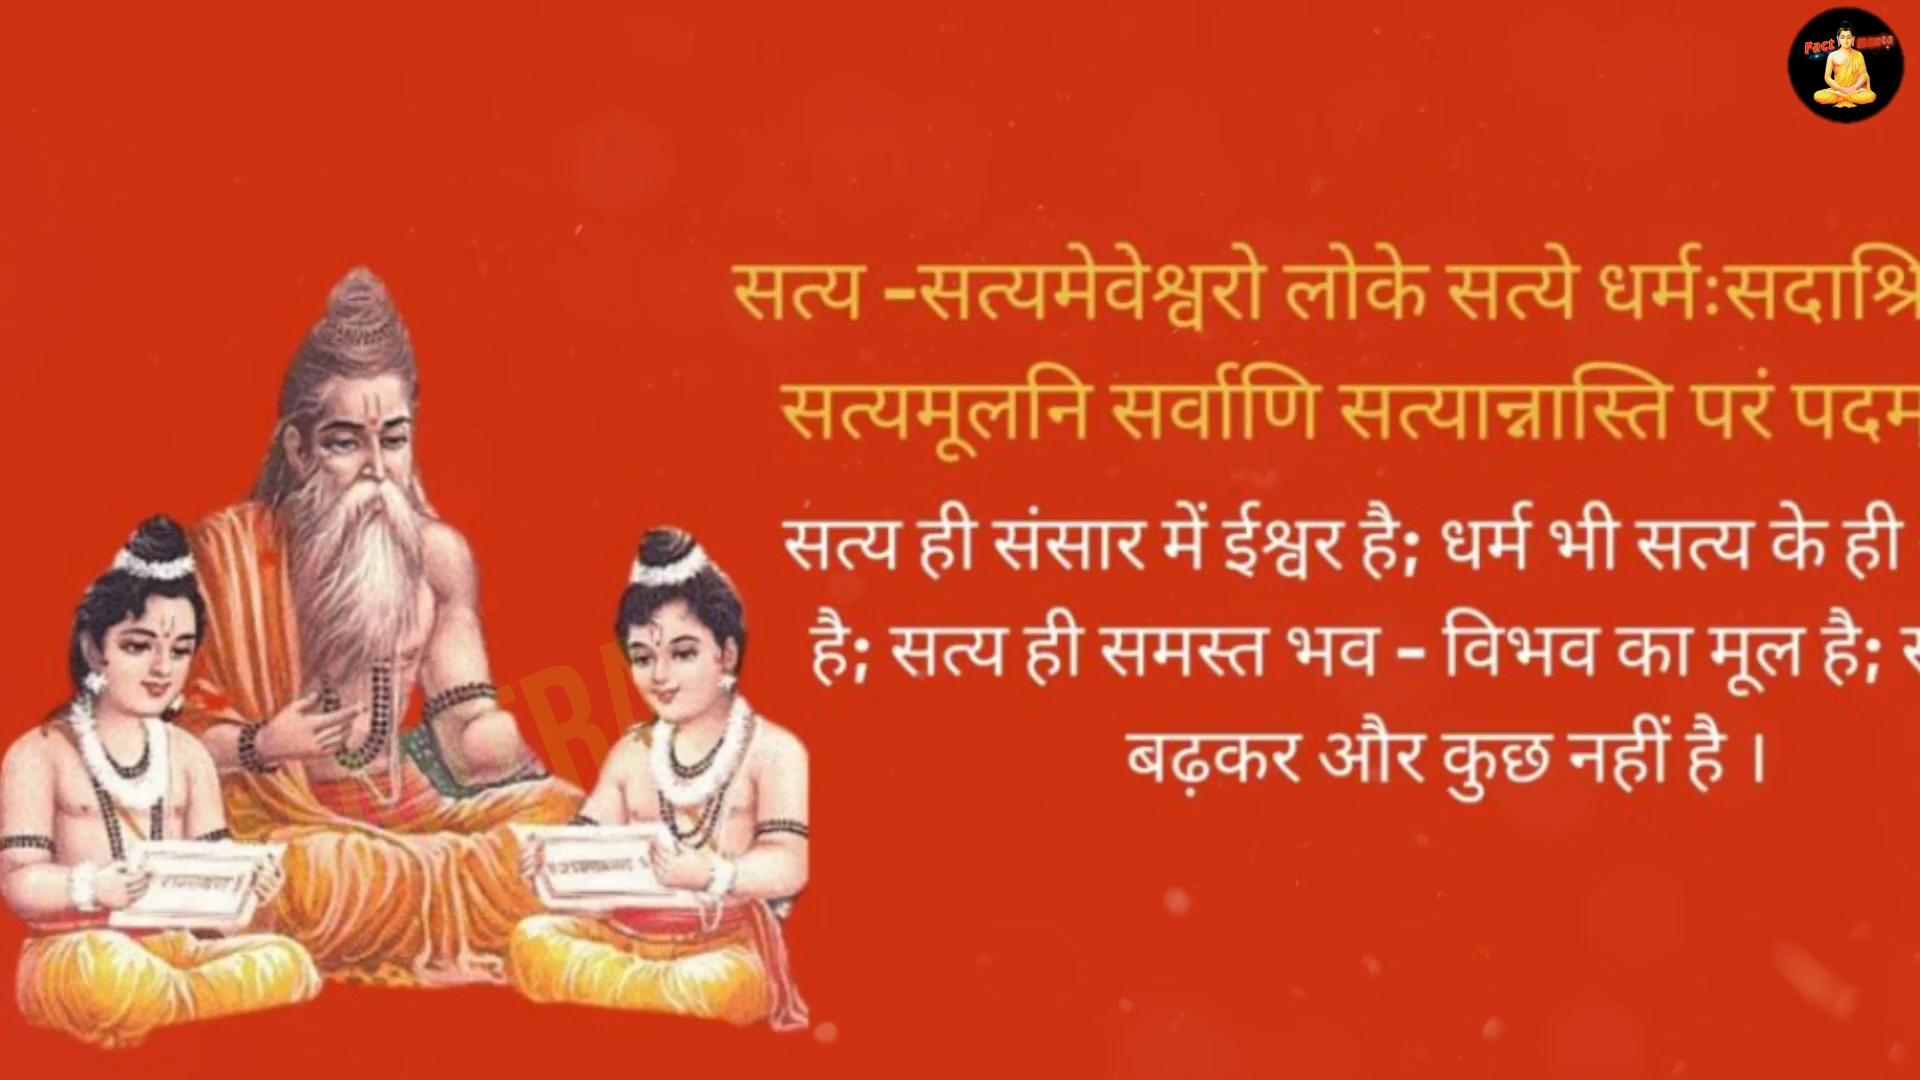 Fact
सत्य -सत्यमेवेश्वरो लोके सत्ये धर्मःसदाश्रि
सत्यमूलनि सर्वाणि सत्यान्नास्ति परं पदम
सत्य ही संसार में ईश्वर है; धर्म भी सत्य के ही
है; सत्य ही समस्त भव - विभव का मूल है;
बढ़कर और कुछ नहीं है ।